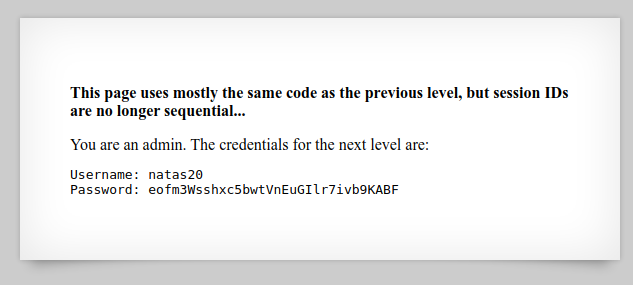 This page uses mostly the same code as the previous level, but session IDs
are no longer sequential...
You are an admin. The credentials for the next level are:
Username: natas20
Password: eofm3Wsshxc5bwtVnEuGIlr7ivb9KABF